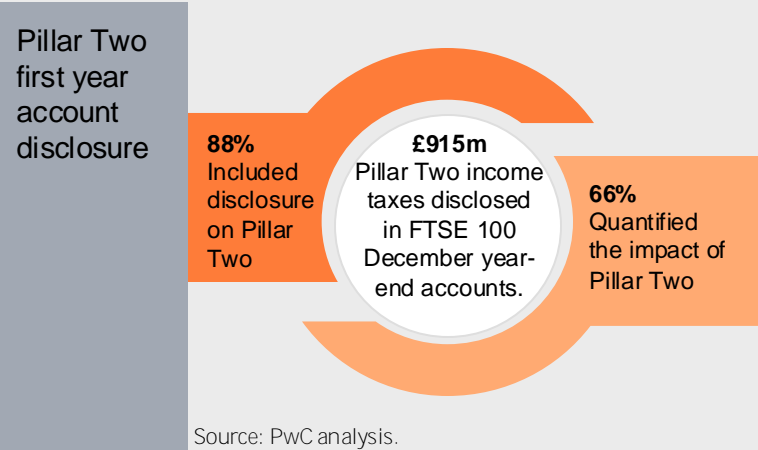 Pillar Two
first year
account
disclosure
88%
Included
disclosure
on Pillar
Two
£915m
Pillar Two income
taxes disclosed
in FTSE 100
December year-
end accounts.
66%
Quantified
the impact of
Pillar Two
Source: PwC analysis.